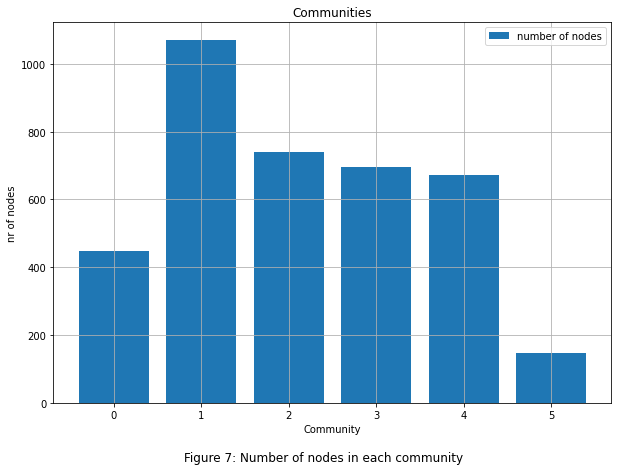 Communities
number of nodes
nr of nodes
1000
800
600
400
200
0
0 1 2 3 4 5
Community
Figure 7: Number of nodes in each community